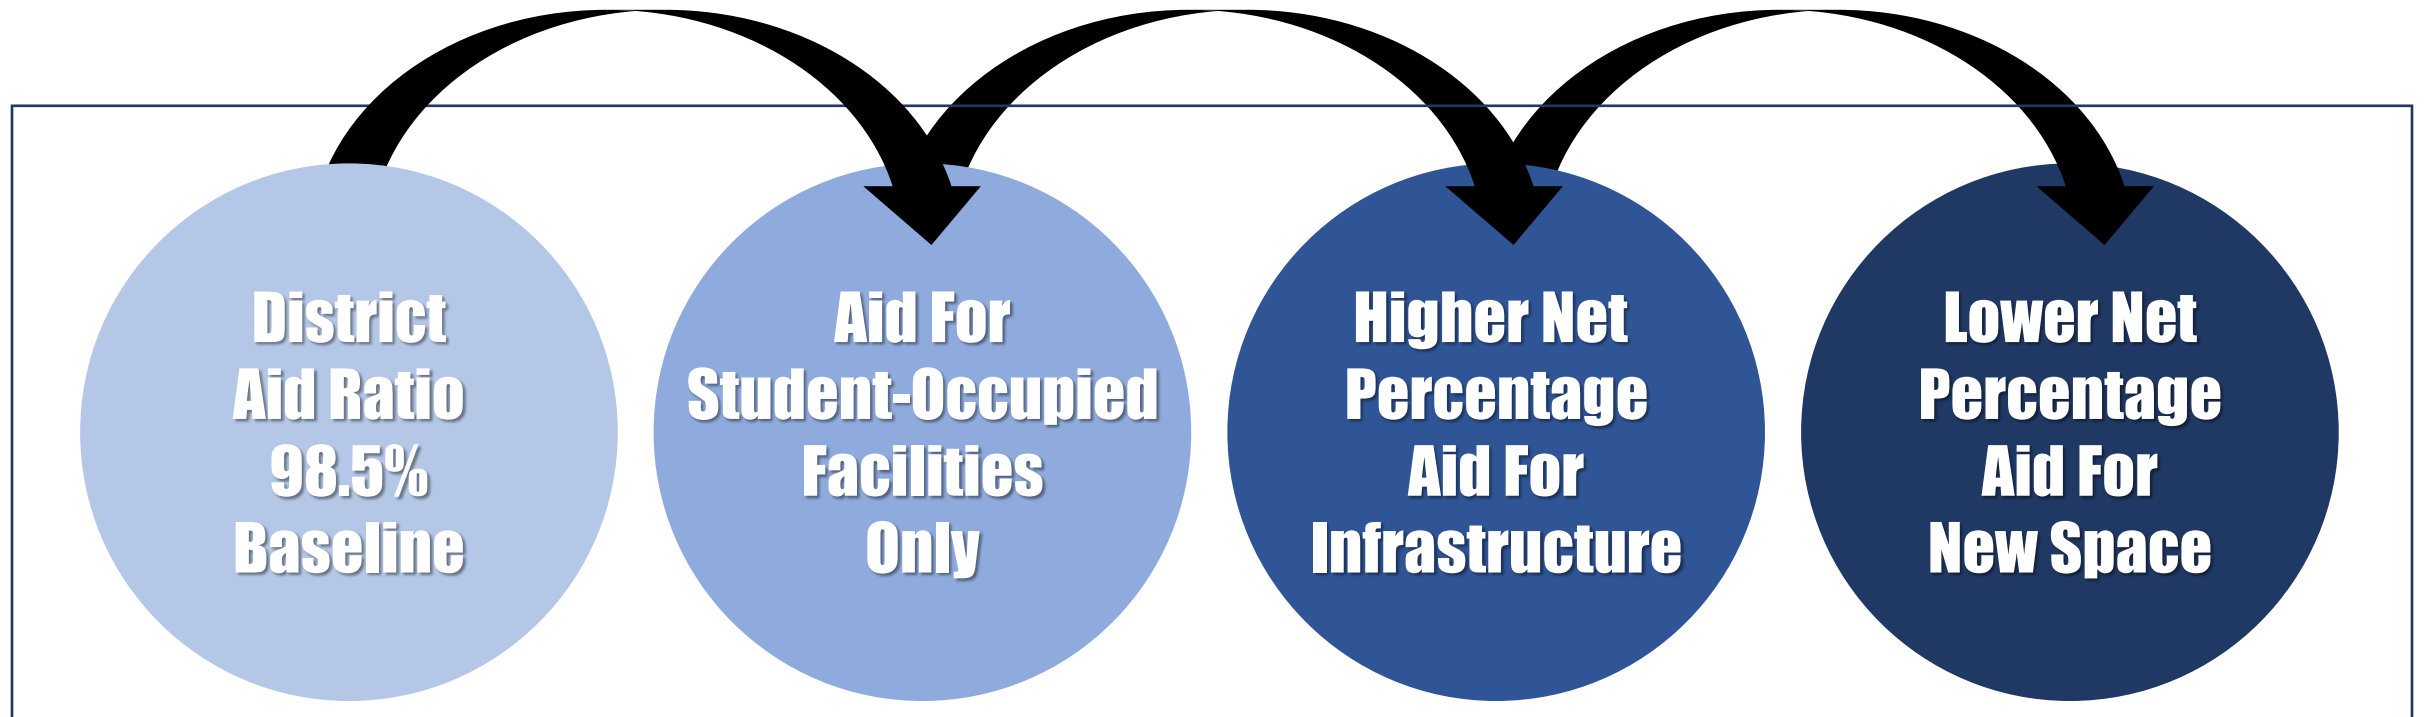 District
Aid Ratio
98.5%
Baseline
Aid For
Student-Occupied
Facilities
Only
Higher Net
Percentage
Aid For
Infrastructure
Lower Net
Percentage
Aid For
New Space